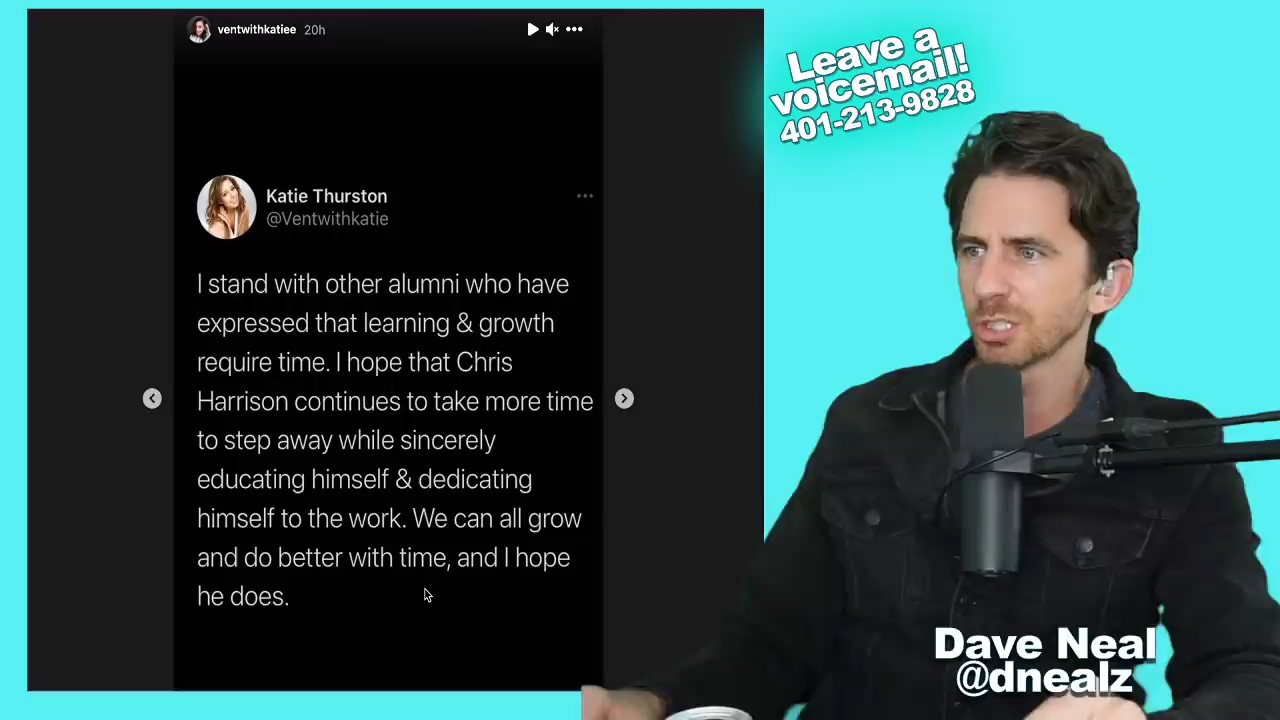 ventwithkatiee 20h
Leave a
voicemail!
401-213-9828
Katie Thurston
@Ventwithkatie
I stand with other alumni who have
expressed that learning & growth
require time. I hope that Chris
Harrison continues to take more time
to step away while sincerely
educating himself & dedicating
himself to the work. We can all grow
and do better with time, and I hope
he does.
Dave Neal
@dnealz